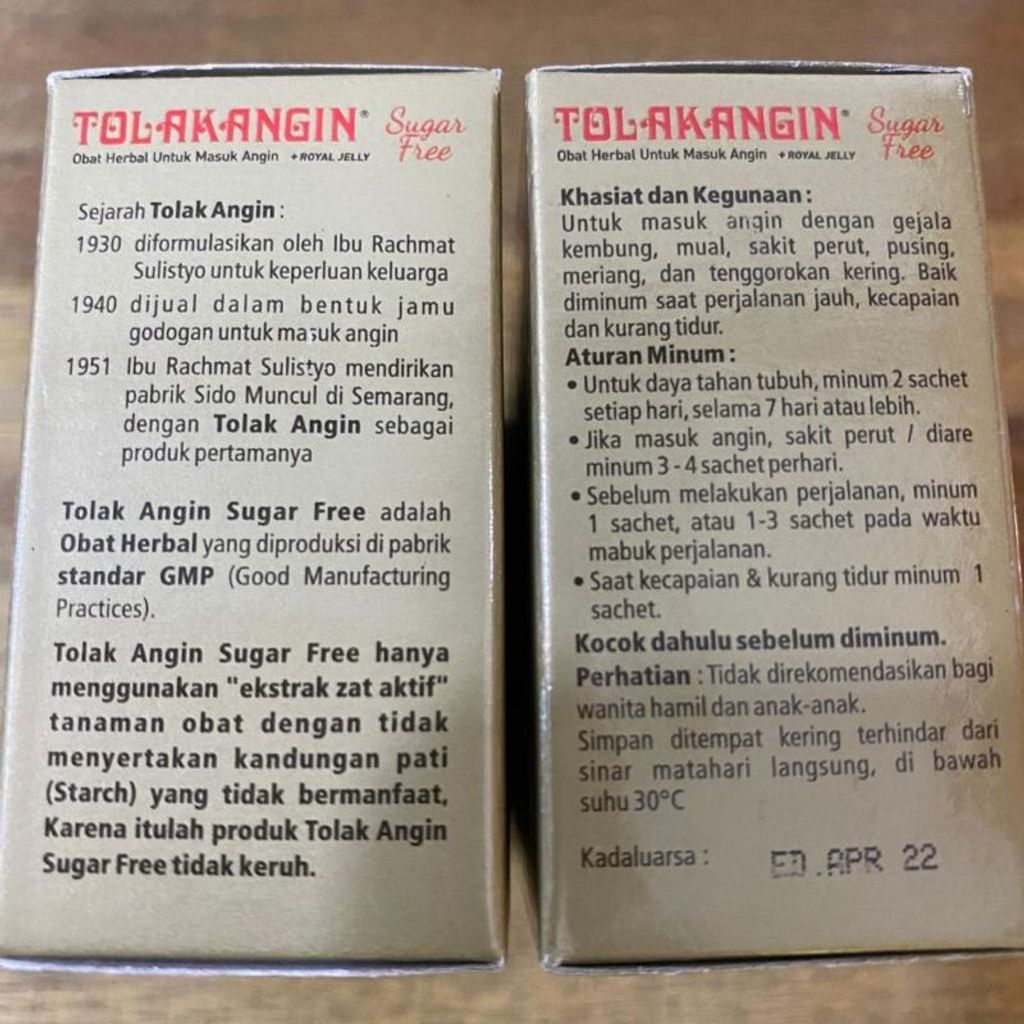 TOLAKANGIN®
Sugar
Free
Obat Herbal Untuk Masuk Angin + ROYAL JELLY
Sejarah Tolak Angin :
1930 diformulasikan oleh Ibu Rachmat
Sulistyo untuk keperluan keluarga
1940 dijual dalam bentuk jamu
godogan untuk masuk angin
1951 Ibu Rachmat Sulistyo mendirikan
pabrik Sido Muncul di Semarang,
dengan Tolak Angin sebagai
produk pertamanya
Tolak Angin Sugar Free adalah
Obat Herbal yang diproduksi di pabrik
standar GMP (Good Manufacturing
Practices).
Tolak Angin Sugar Free hanya
menggunakan "ekstrak zat aktif"
tanaman obat dengan tidak
menyertakan kandungan pati
(Starch) yang tidak bermanfaat,
Karena itulah produk Tolak Angin
Sugar Free tidak keruh.
TOLAKANGIN®
Sugar
Free
Obat Herbal Untuk Masuk Angin + ROYAL JELLY
Khasiat dan Kegunaan :
Untuk masuk angin dengan gejala
kembung, mual, sakit perut, pusing,
meriang, dan tenggorokan kering. Baik
diminum saat perjalanan jauh, kecapaian
dan kurang tidur.
Aturan Minum :
• Untuk daya tahan tubuh, minum 2 sachet
setiap hari, selama 7 hari atau lebih.
• Jika masuk angin, sakit perut / diare
minum 3 - 4 sachet perhari.
• Sebelum melakukan perjalanan, minum
1 sachet, atau 1-3 sachet pada waktu
mabuk perjalanan.
• Saat kecapaian & kurang tidur minum 1
sachet.
Kocok dahulu sebelum diminum.
Perhatian : Tidak direkomendasikan bagi
wanita hamil dan anak-anak.
Simpan ditempat kering terhindar dari
sinar matahari langsung, di bawah
suhu 30°C
Kadaluarsa : ED.APR 22